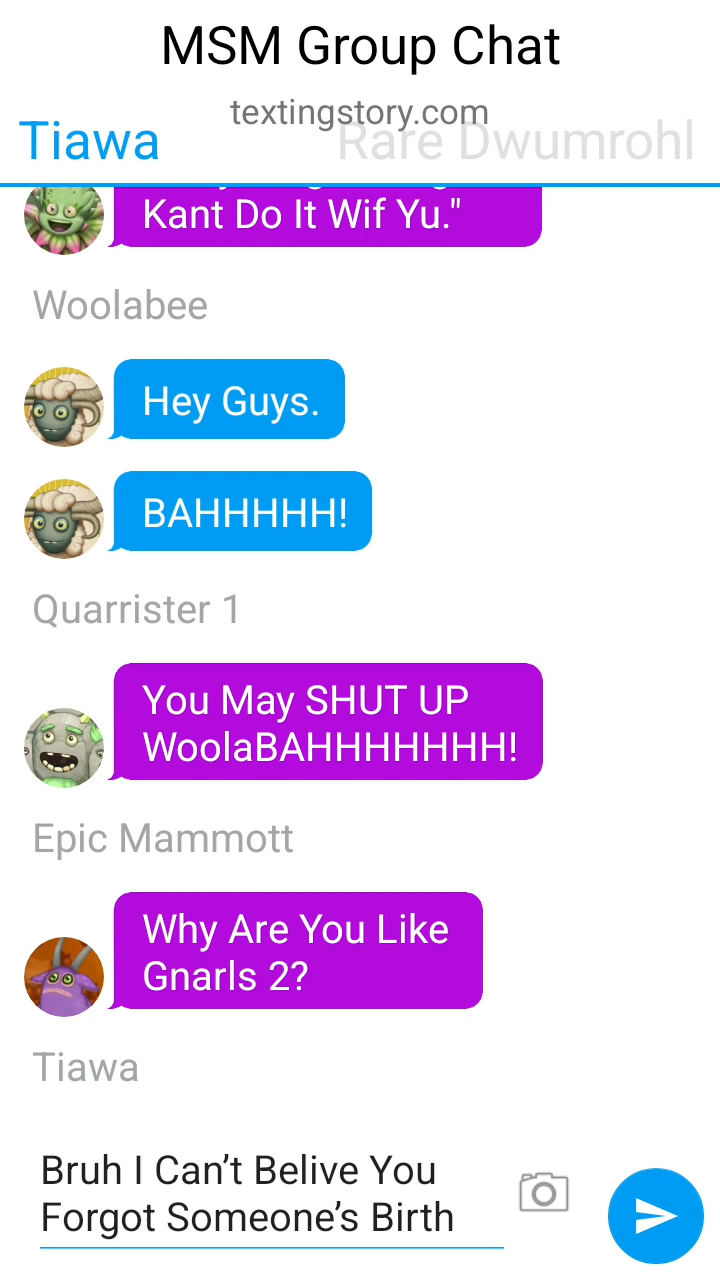 MSM Group Chat
textingstory.com
Tiawa
Rare Dwumrohl
Kant Do It Wif Yu."
Woolabee
Hey Guys.
BAHHHHH!
Quarrister 1
You May SHUT UP
WoolaBAHHHHHHH!
Epic Mammott
Why Are You Like
Gnarls 2?
Tiawa
Bruh I Can’t Belive You
Forgot Someone’s Birth